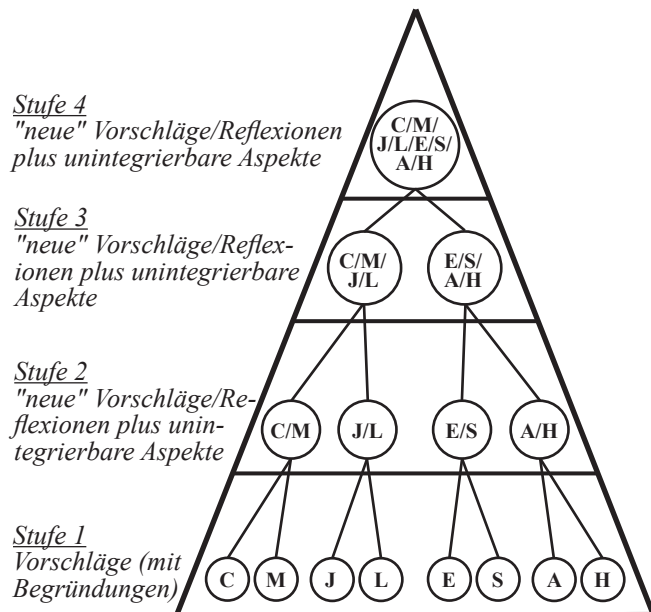 Stufe 4
"neue" Vorschläge/Reflexionen
plus unintegrierbare Aspekte
C/M/
J/L/E/S/
A/H
Stufe 3
"neue" Vorschläge/Reflex-
ionen plus unintegrierbare
Aspekte
C/M/
J/L
E/S/
A/H
Stufe 2
"neue" Vorschläge/Re-
flexionen plus unin-
tegrierbare Aspekte
C/M
J/L
E/S
A/H
Stufe 1
Vorschläge (mit
Begründungen)
C
M
J
L
E
S
A
H